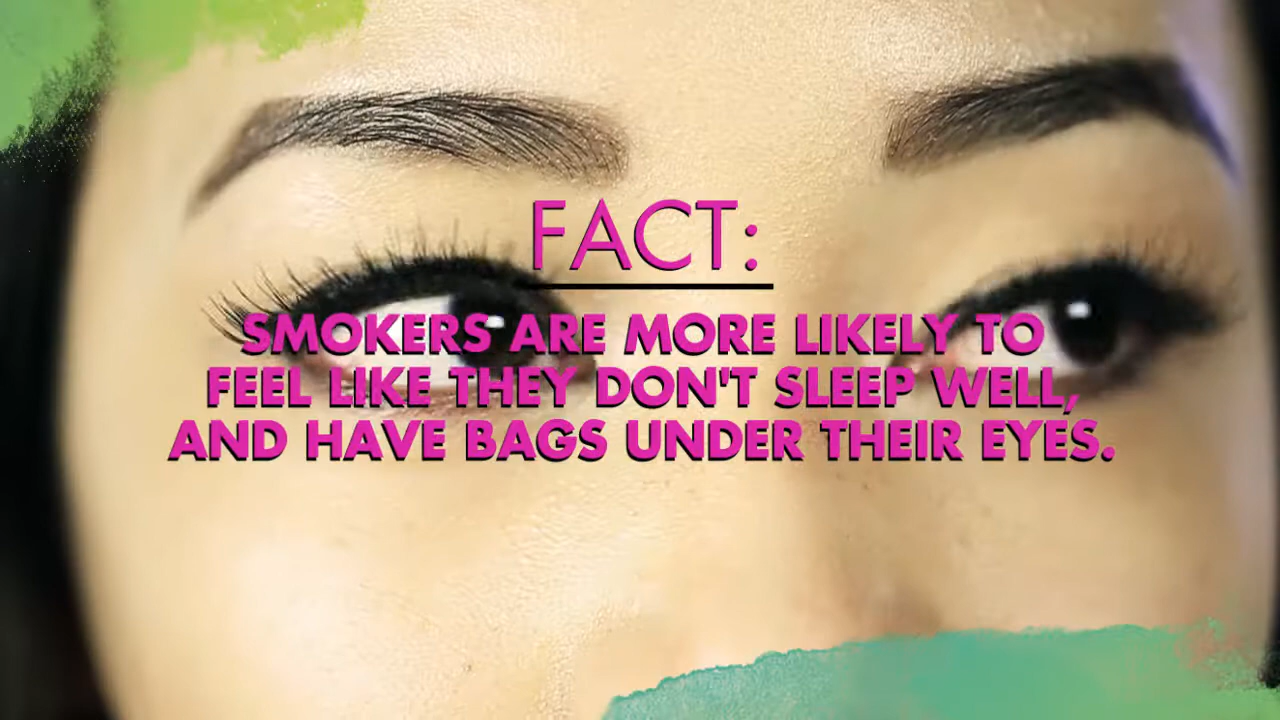 FACT:
SMOKERS ARE MORE LIKELY TO
FEEL LIKE THEY DON'T SLEEP WELL,
AND HAVE BAGS UNDER THEIR EYES.